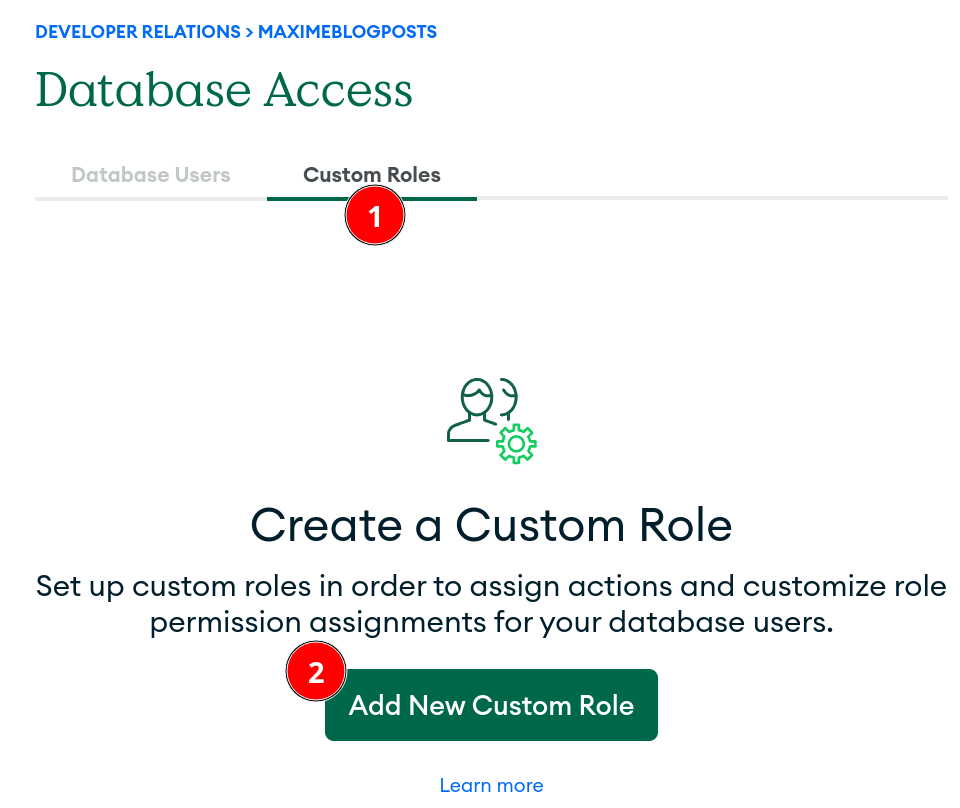 DEVELOPER RELATIONS > MAXIMEBLOGPOSTS
Database Access
Database Users
Custom Roles
1
Create a Custom Role
Set up custom roles in order to assign actions and customize role
permission assignments for your database users.
2
Add New Custom Role
Learn more